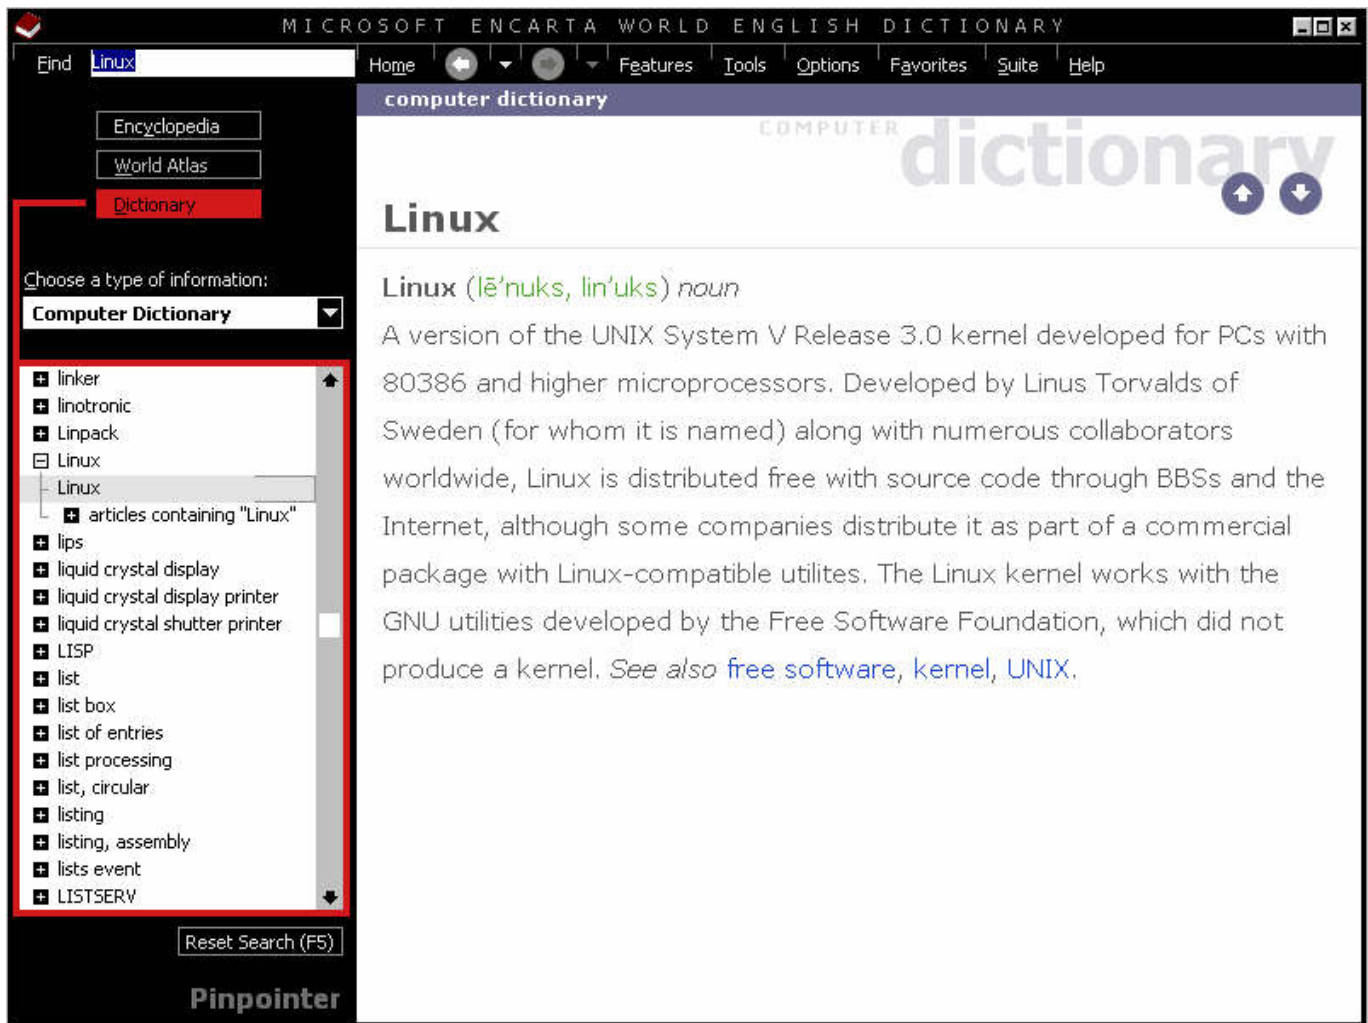 MICROSOFT ENCARTA WORLD ENGLISH DICTIONARY
Find Linux
Home Features Tools Options Favorites Suite Help
Encyclopedia
World Atlas
Dictionary
Choose a type of information:
Computer Dictionary
linker
linotronic
Linpack
Linux
Linux
articles containing "Linux"
lips
liquid crystal display
liquid crystal display printer
liquid crystal shutter printer
LISP
list
list box
list of entries
list processing
list, circular
listing
listing, assembly
lists event
LISTSERV
Reset Search (F5)
Pinpointer
computer dictionary
COMPUTER dictionary
Linux
Linux (lē’nuks, lin’uks) noun
A version of the UNIX System V Release 3.0 kernel developed for PCs with
80386 and higher microprocessors. Developed by Linus Torvalds of
Sweden (for whom it is named) along with numerous collaborators
worldwide, Linux is distributed free with source code through BBSs and the
Internet, although some companies distribute it as part of a commercial
package with Linux-compatible utilites. The Linux kernel works with the
GNU utilities developed by the Free Software Foundation, which did not
produce a kernel. See also free software, kernel, UNIX.